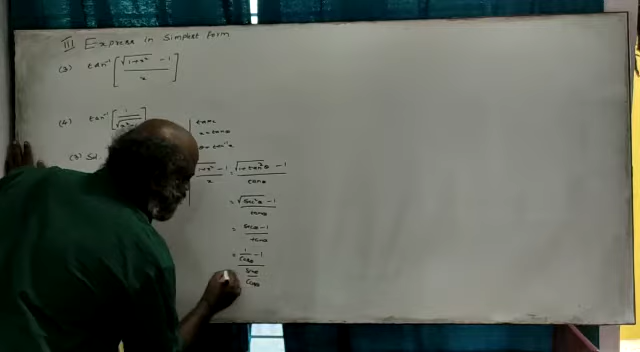 III Express in simplest form
(3) tan⁻¹ [ (√(1+x²) - 1) / x ]
(4) tan⁻¹ [ 1 / √(x²-
(3) Sol
x = tanθ
θ = tan⁻¹x
√(1+x²) - 1 / x = (√(1+tan²θ) - 1) / tanθ
= (√(sec²θ) - 1) / tanθ
= (secθ - 1) / tanθ
= (1/cosθ - 1) / (sinθ/cosθ)